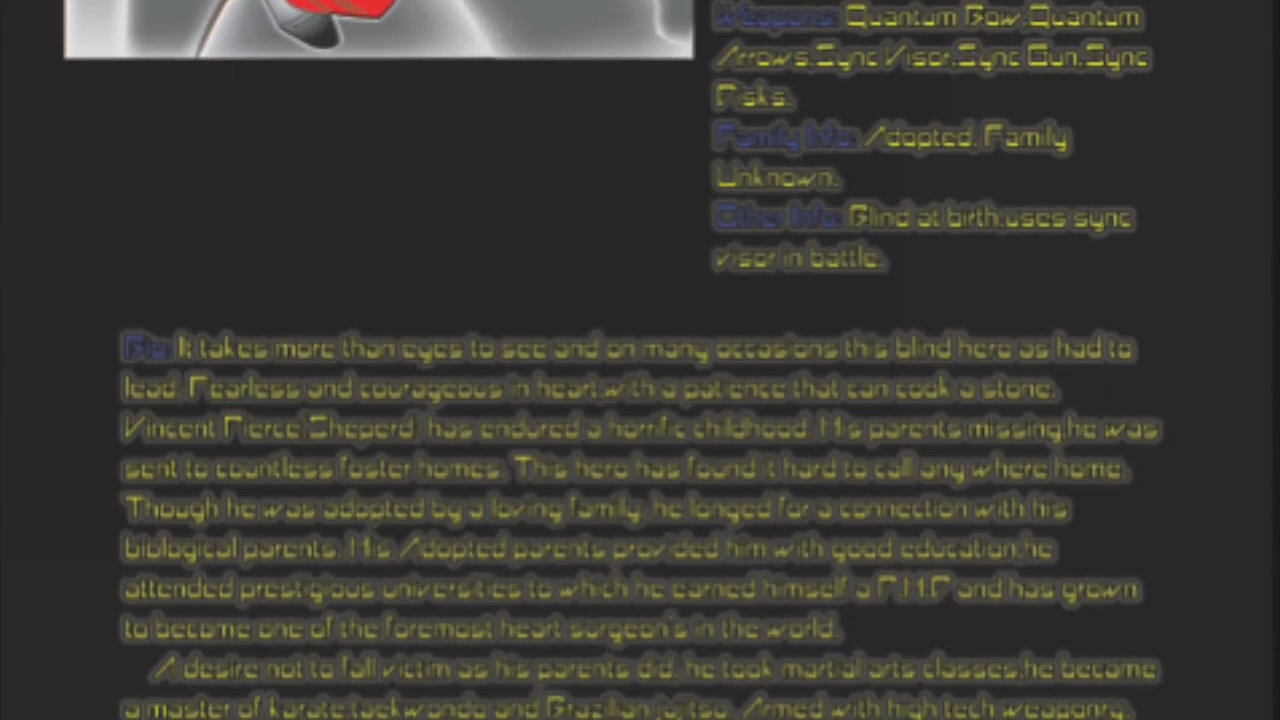 Weapons: Quantum Bow,Quantum
Arrows,Sync Visor,Sync Gun,Sync
Disks.
Family Info: Adopted. Family
Unknown.
Other Info: Blind at birth,uses sync
visor in battle.
Bio: It takes more than eyes to see and on many occasions this blind hero as had to
lead. Fearless and courageous in heart,with a patience that can cook a stone.
Vincent Pierce Sheperd has endured a horrific childhood. His parents missing,he was
sent to countless foster homes. This hero has found it hard to call any where home.
Though he was adopted by a loving family, he longed for a connection with his
biological parents. His Adopted parents provided him with good education,he
attended prestigious universities to which he earned himself a P.H.D and has grown
to become one of the foremost heart surgeon's in the world.
A desire not to fall victim as his parents did, he took martial arts classes,he became
a master of karate,taekwondo and Brazilian jujitso. Armed with high tech weaponry,